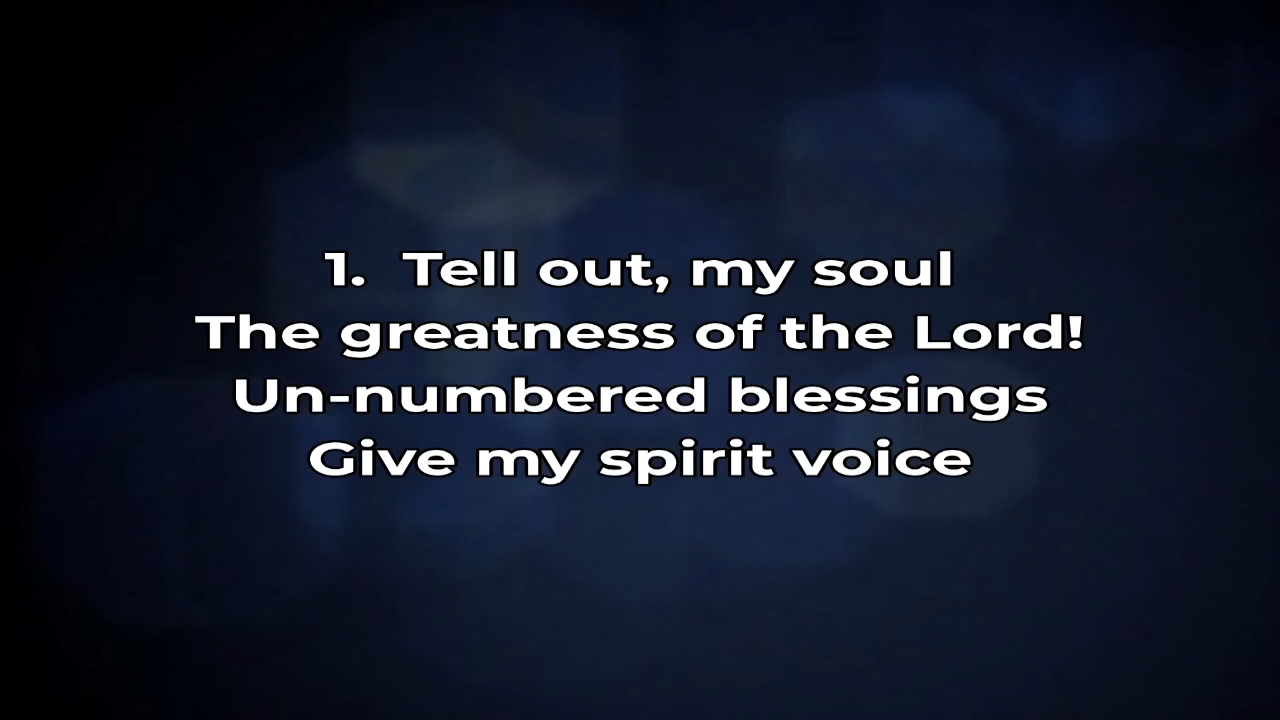 1.  Tell out, my soul
The greatness of the Lord!
Un-numbered blessings
Give my spirit voice